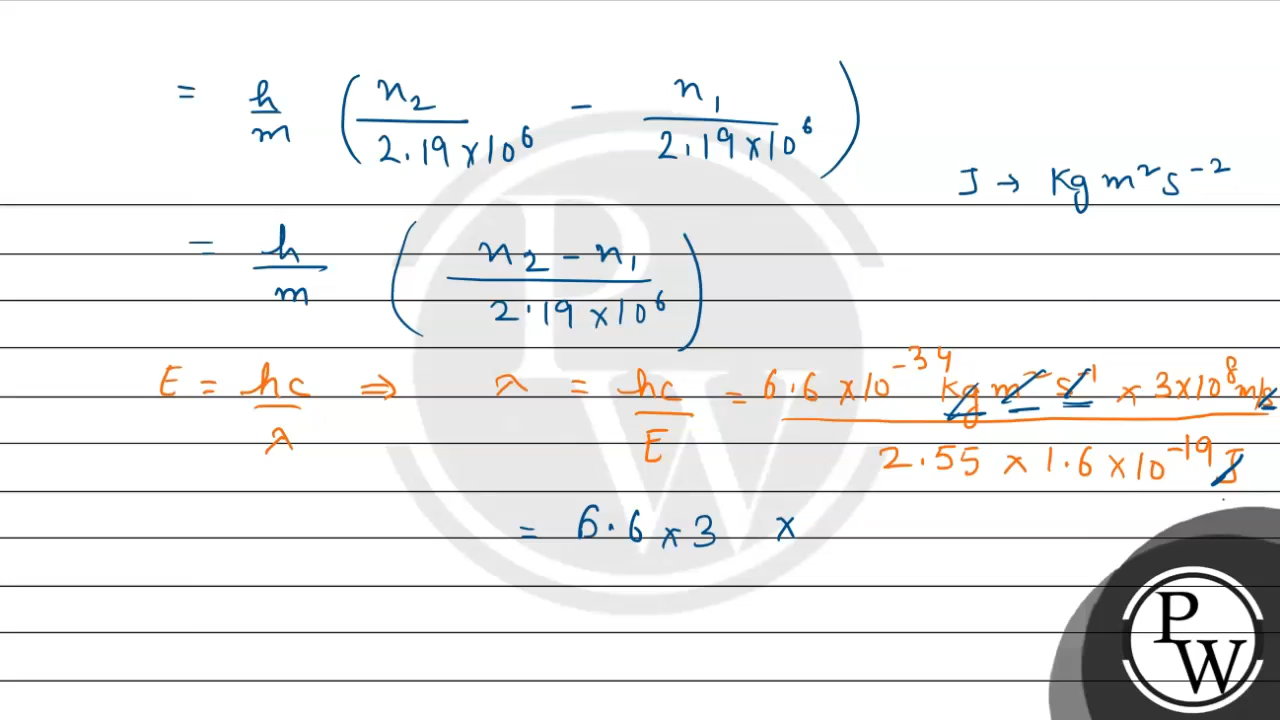 = h/m (n₂/2.19×10⁶ - n₁/2.19×10⁶)
J → Kg m²s⁻²
= h/m (n₂-n₁/2.19×10⁶)
E = hc/λ ⇒ λ = hc/E = 6.6×10⁻³⁴ kg m² s⁻¹ × 3×10⁸ m/s / 2.55 × 1.6×10⁻¹⁹ J
= 6.6×3 ×
PW
PW